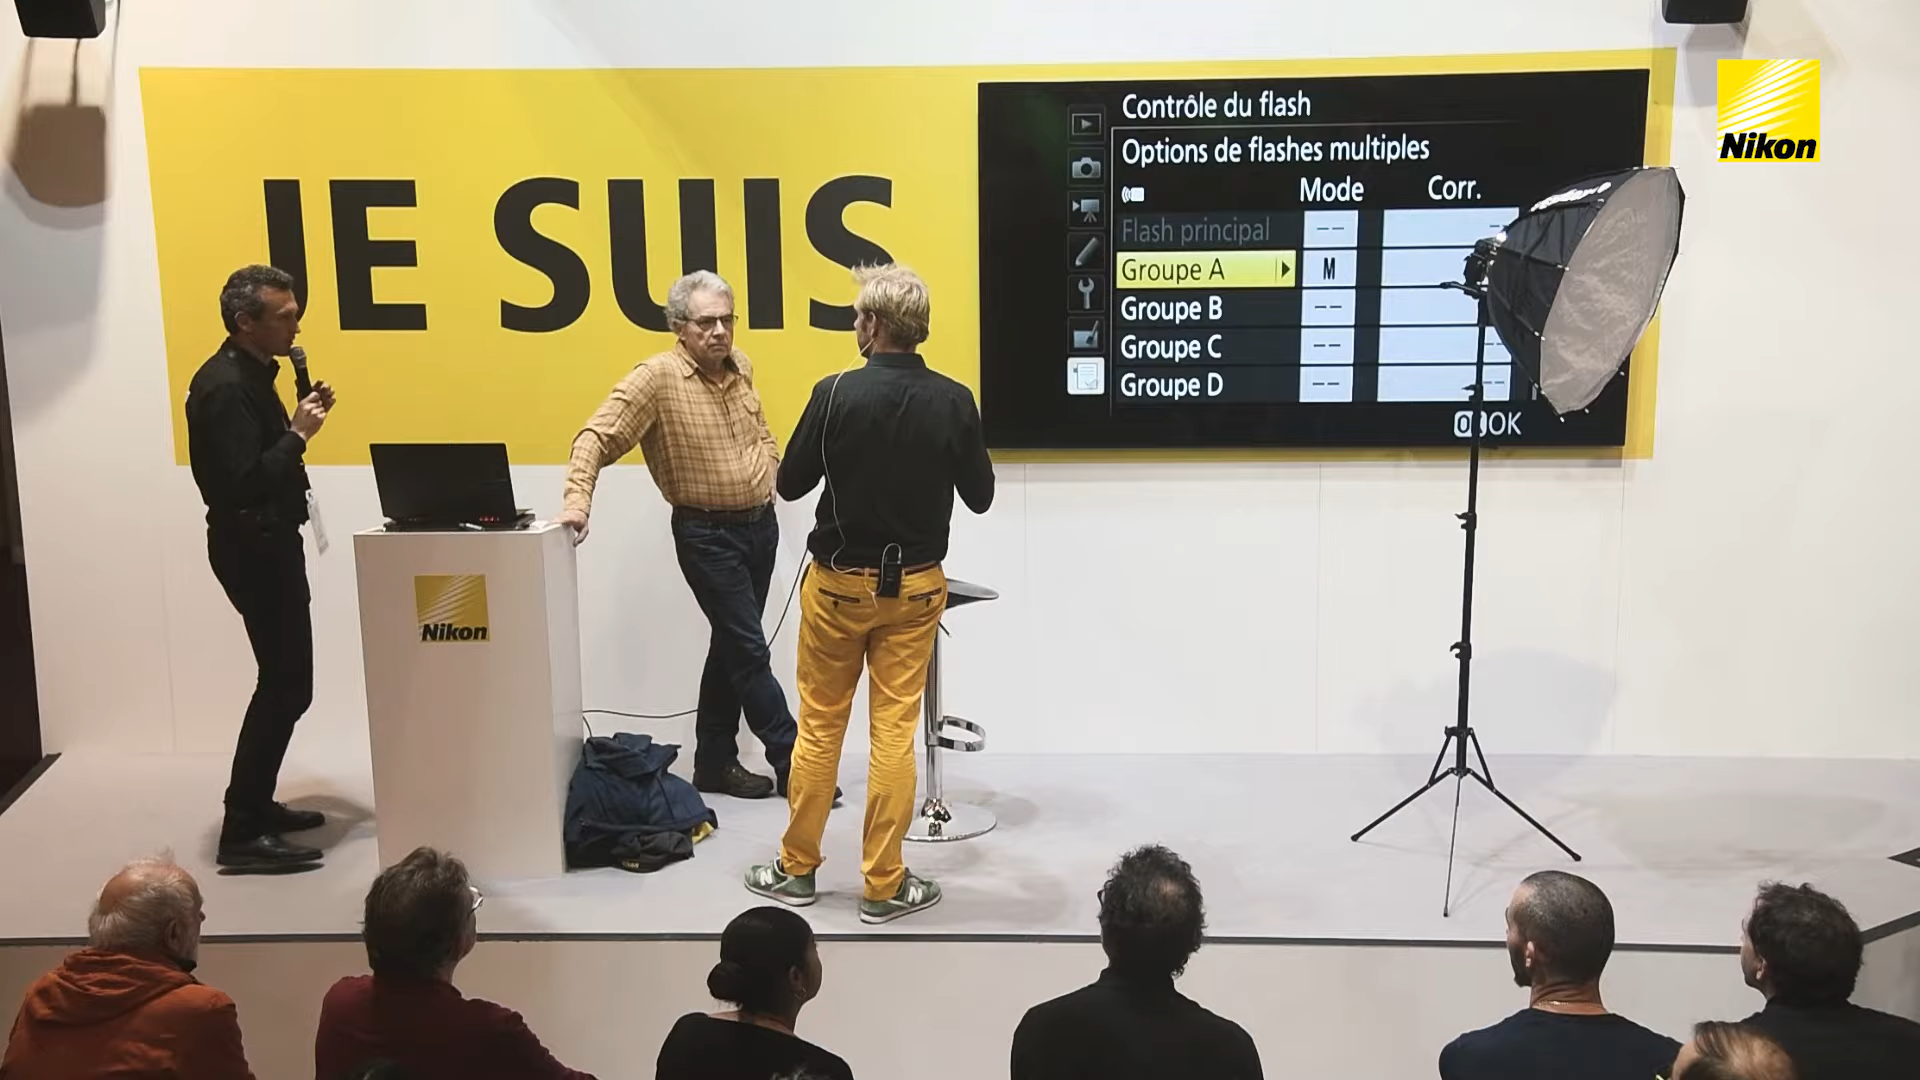 JE SUIS
Contrôle du flash
Options de flashes multiples
Mode Corr.
Flash principal -- --
Groupe A M
Groupe B --
Groupe C -- --
Groupe D -- --
OK
Nikon
Nikon
N
N